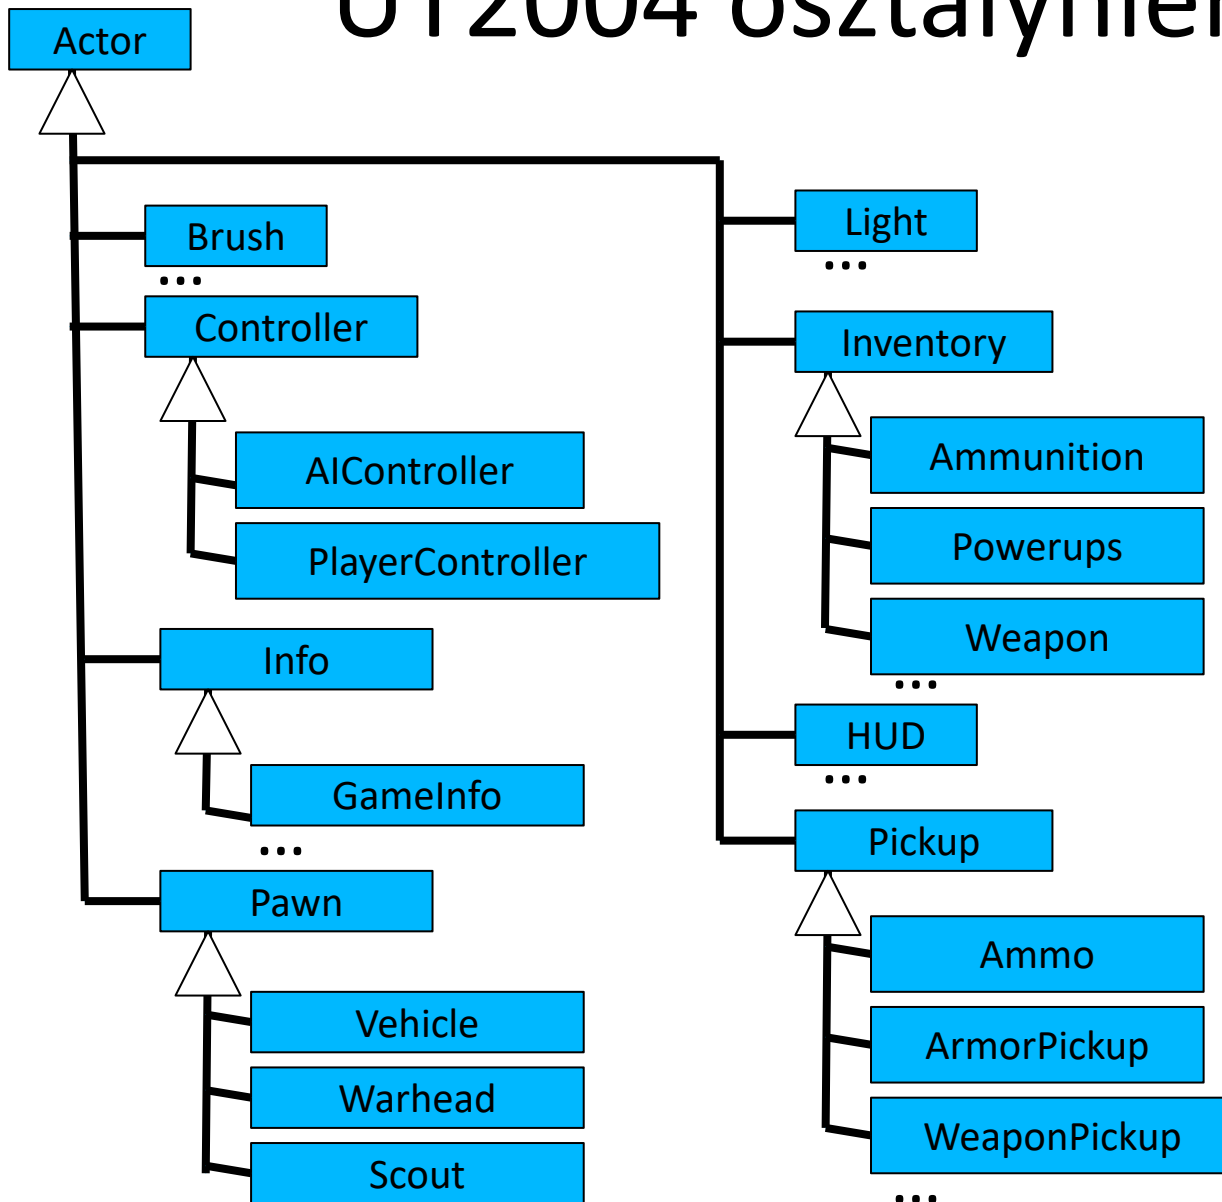 UT2004
Actor
Brush
...
Controller
AIController
PlayerController
Info
GameInfo
...
Pawn
Vehicle
Warhead
Scout
Light
...
Inventory
Ammunition
Powerups
Weapon
...
HUD
...
Pickup
Ammo
ArmorPickup
WeaponPickup
...